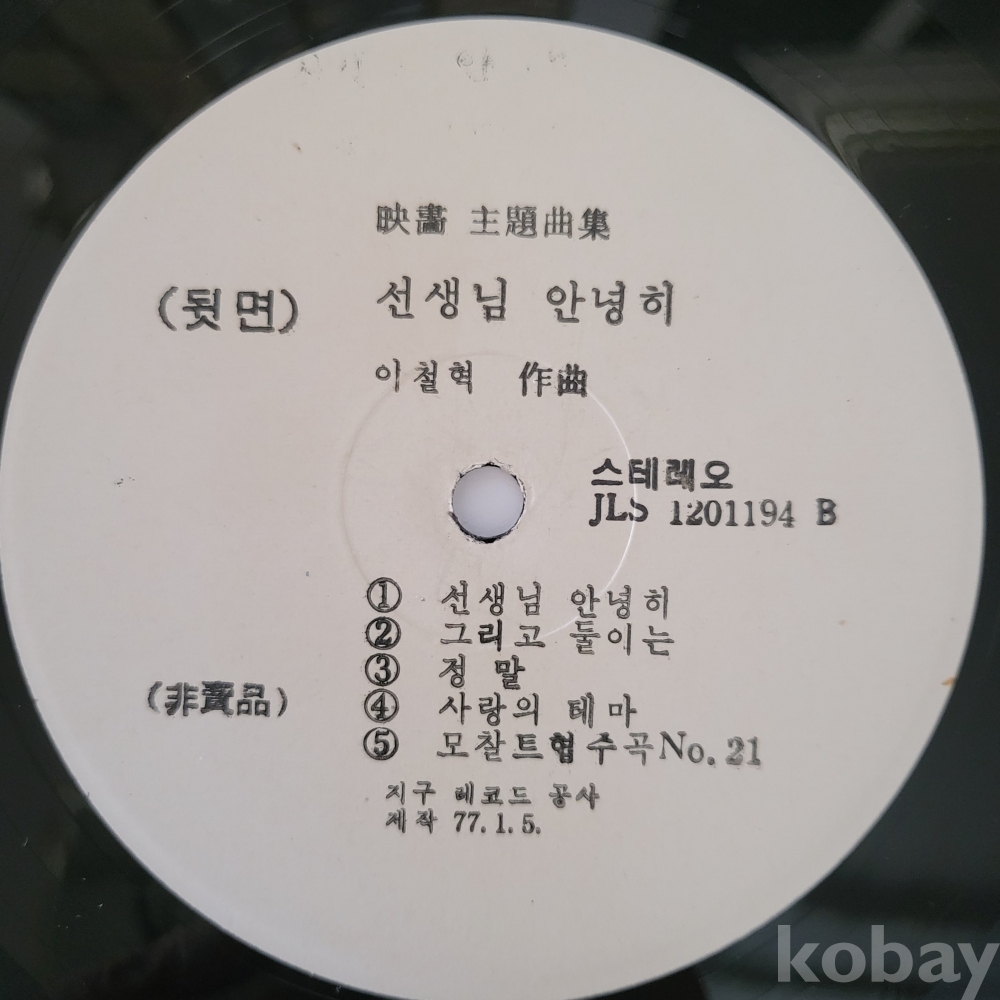 映畵 主題曲集
(뒷면) 선생님 안녕히
이철혁 作曲
스테레오
JLS 1201194 B
① 선생님 안녕히
② 그리고 둘이는
③ 정말
④ 사랑의 테마
(非賣品)
⑤ 모찰트협주곡No.21
지구 레코드 공사
제작 77.1.5.
kobay